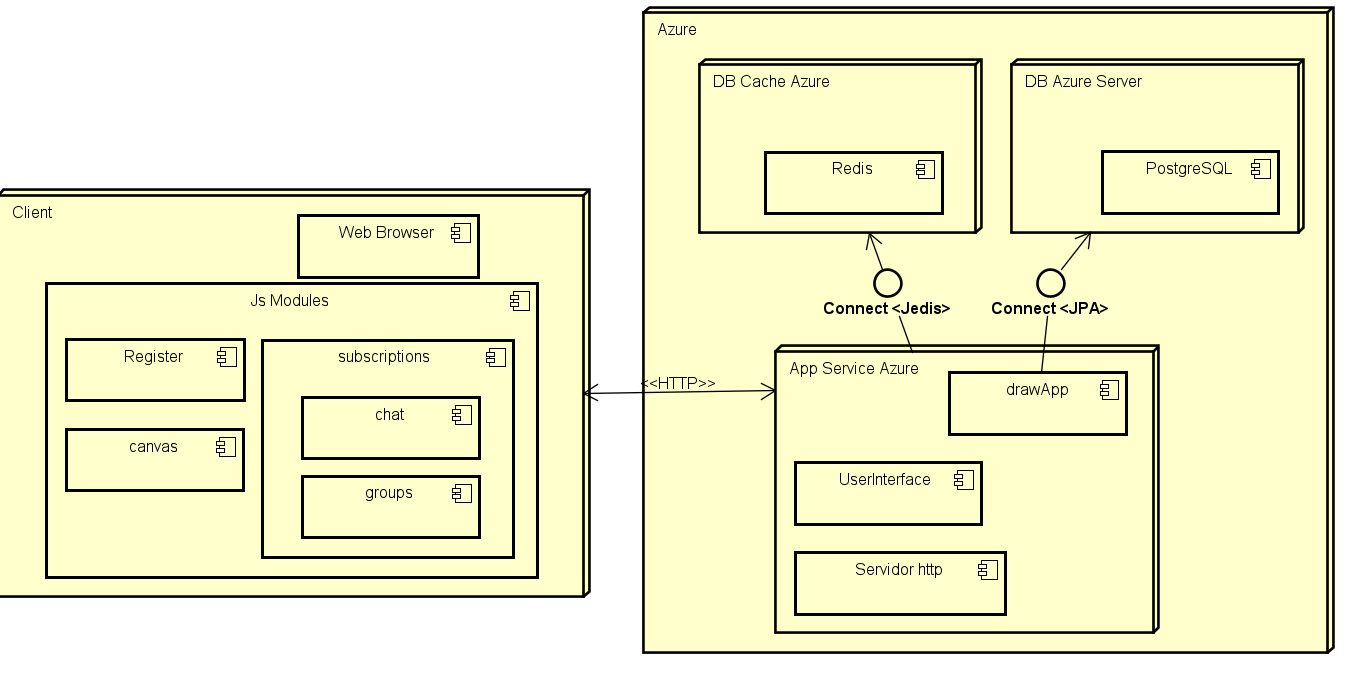 Azure
DB Cache Azure
DB Azure Server
Redis
PostgreSQL
Client
Web Browser
Js Modules
Register
subscriptions
canvas
chat
groups
<<HTTP>>
Connect <Jedis>
Connect <JPA>
App Service Azure
drawApp
UserInterface
Servidor http